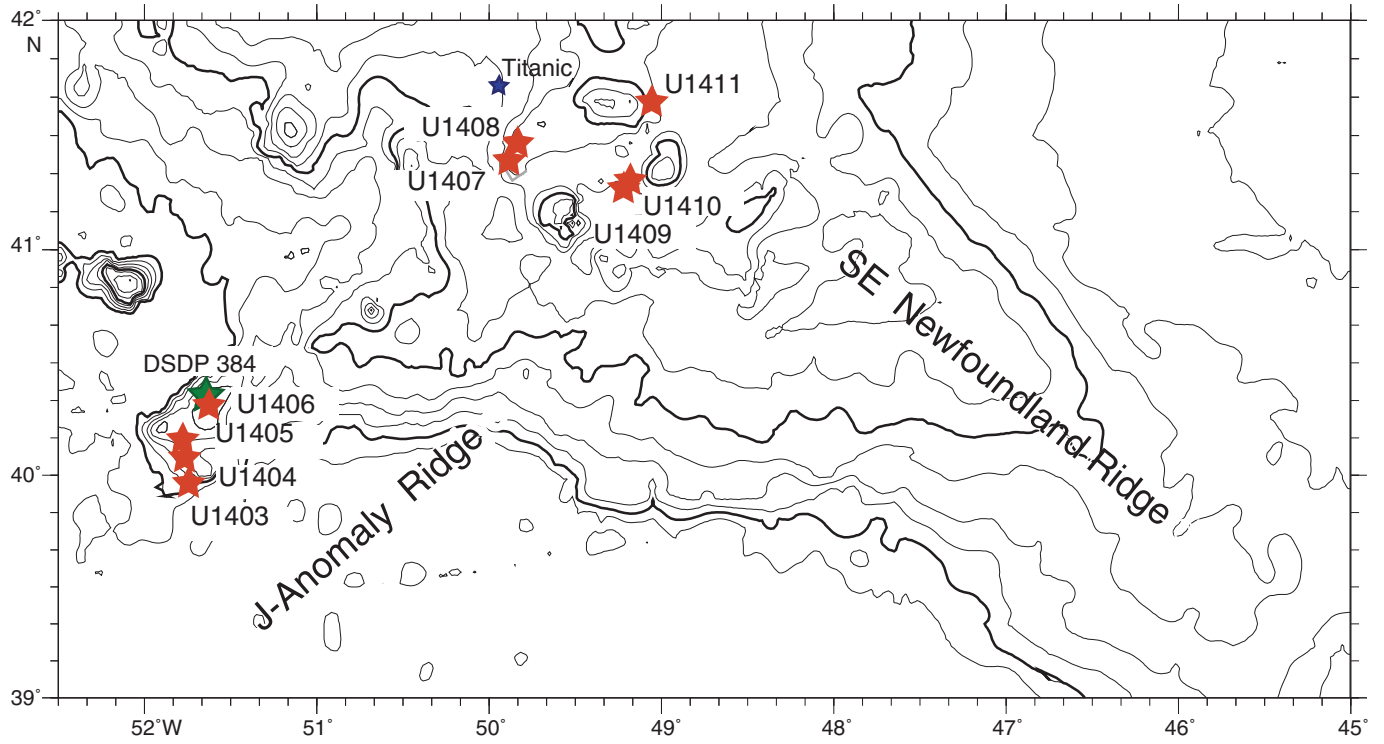 42˚
N
Titanic
U1411
U1408
U1407
U1410
U1409
41˚
SE Newfoundland Ridge
DSDP 384
U1406
U1405
40˚
U1404
U1403
J-Anomaly Ridge
39˚
52˚W
51˚
50˚
49˚
48˚
47˚
46˚
45˚